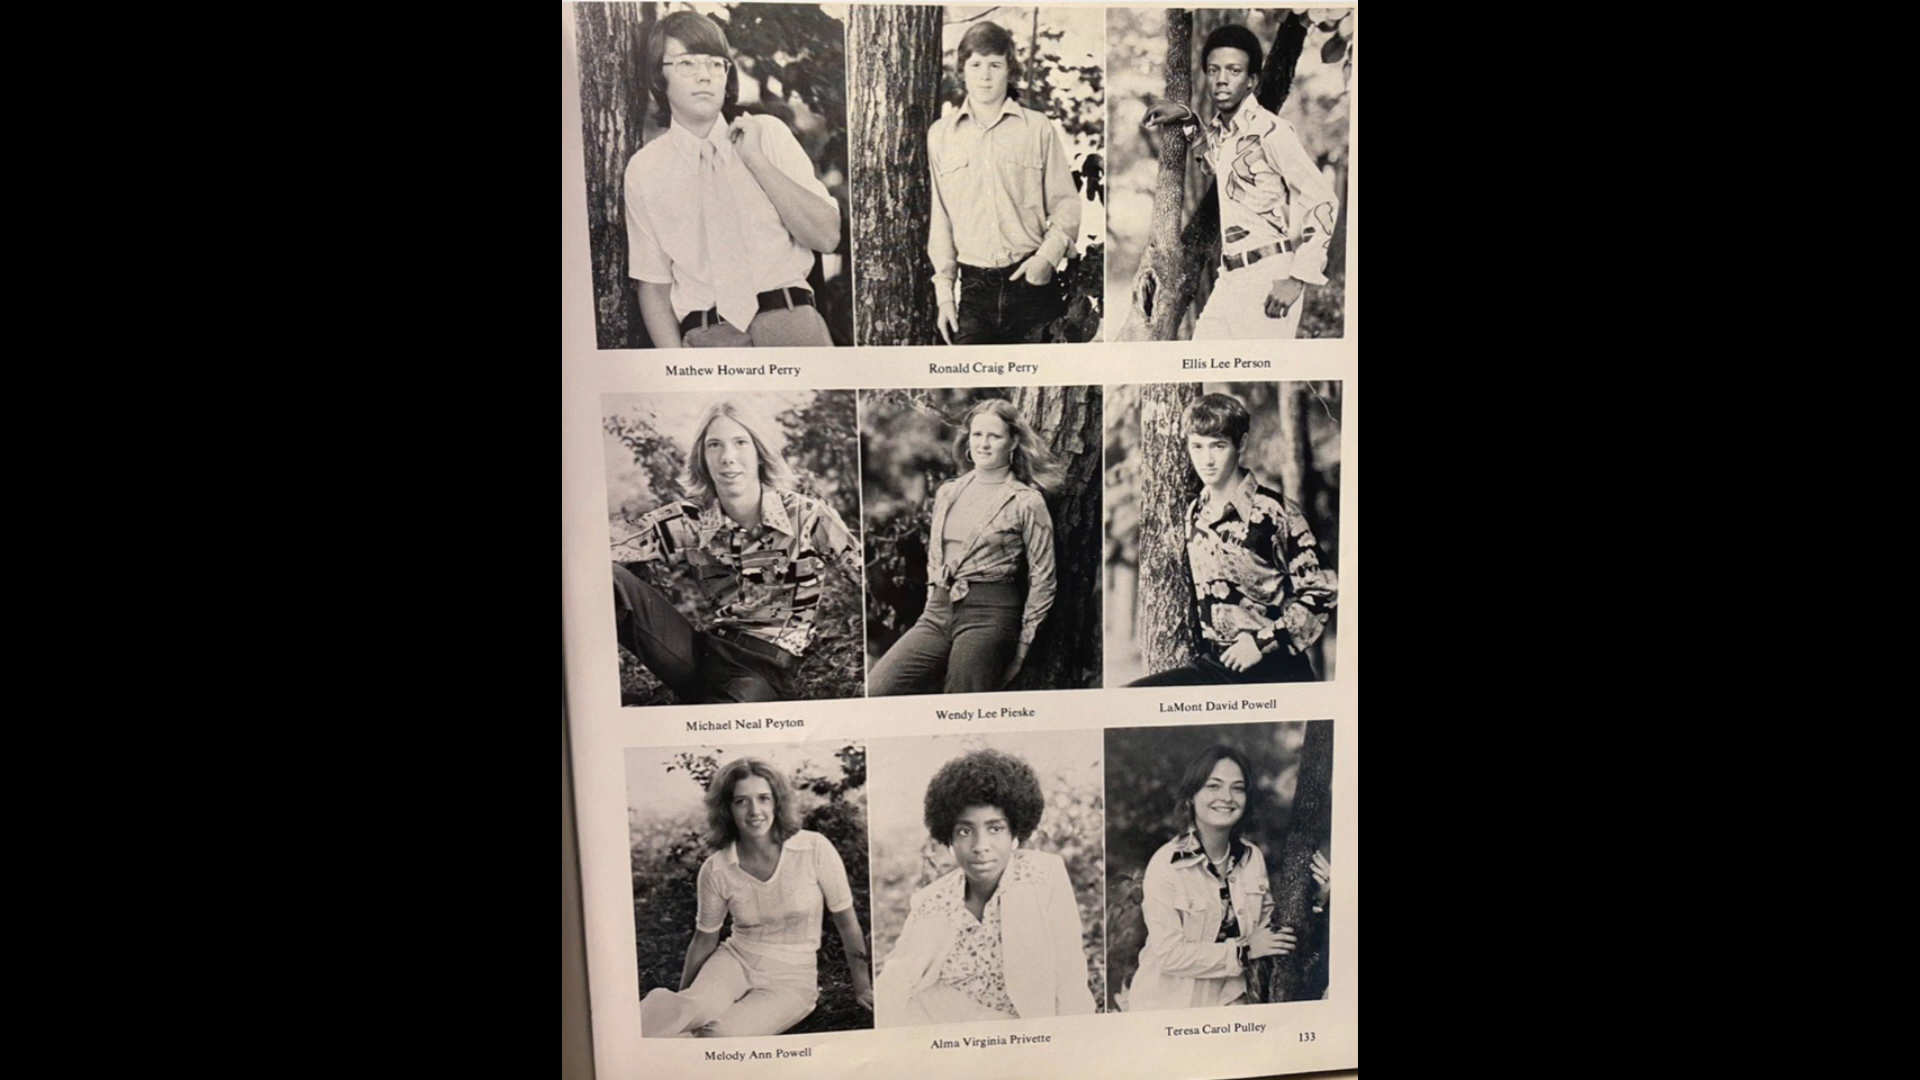 Mathew Howard Perry
Ronald Craig Perry
Ellis Lee Person
Michael Neal Peyton
Wendy Lee Pieske
LaMont David Powell
Melody Ann Powell
Alma Virginia Privette
Teresa Carol Pulley
133